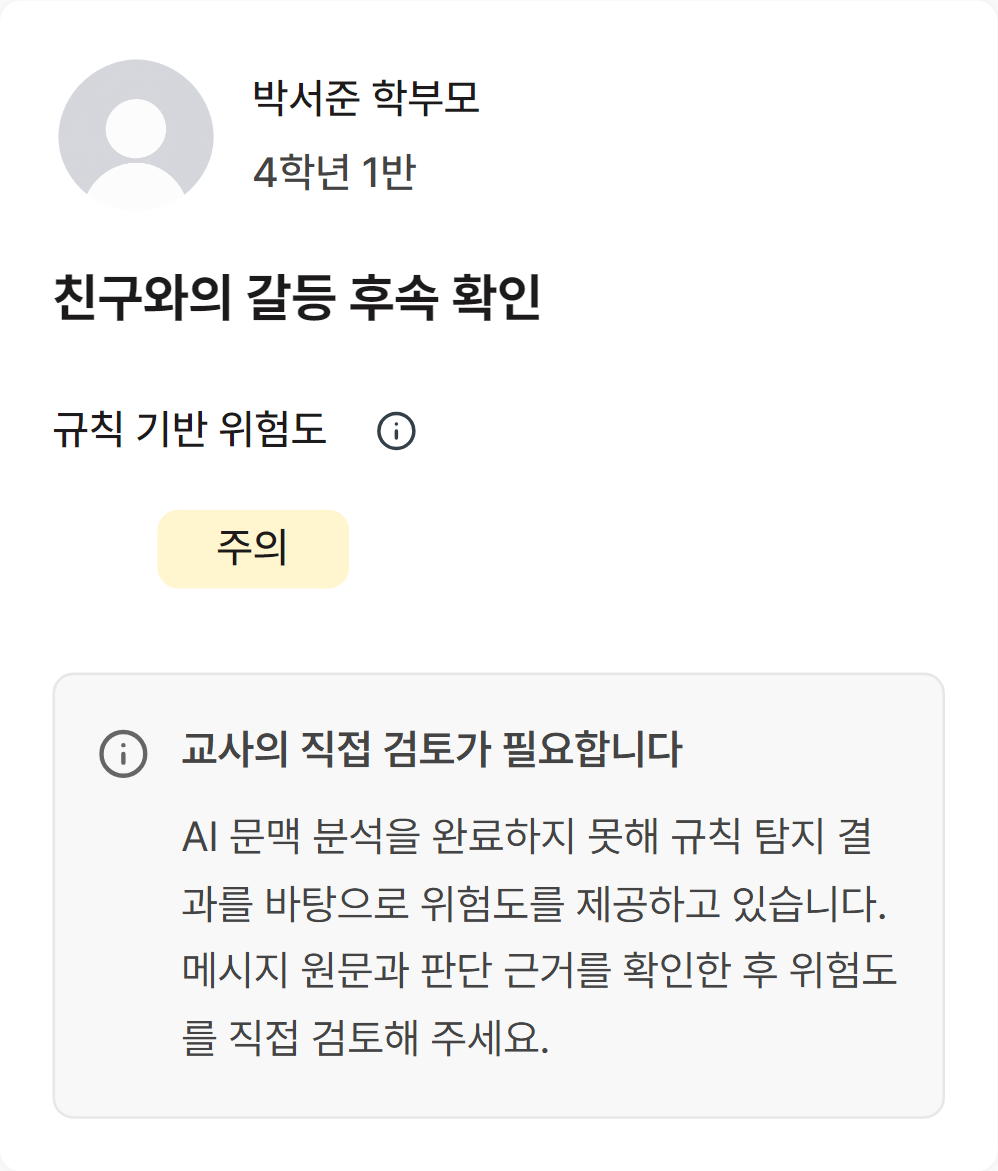 박서준 학부모
4학년 1반
친구와의 갈등 후속 확인
규칙 기반 위험도
주의
교사의 직접 검토가 필요합니다
AI 문맥 분석을 완료하지 못해 규칙 탐지 결
과를 바탕으로 위험도를 제공하고 있습니다.
메시지 원문과 판단 근거를 확인한 후 위험도
를 직접 검토해 주세요.